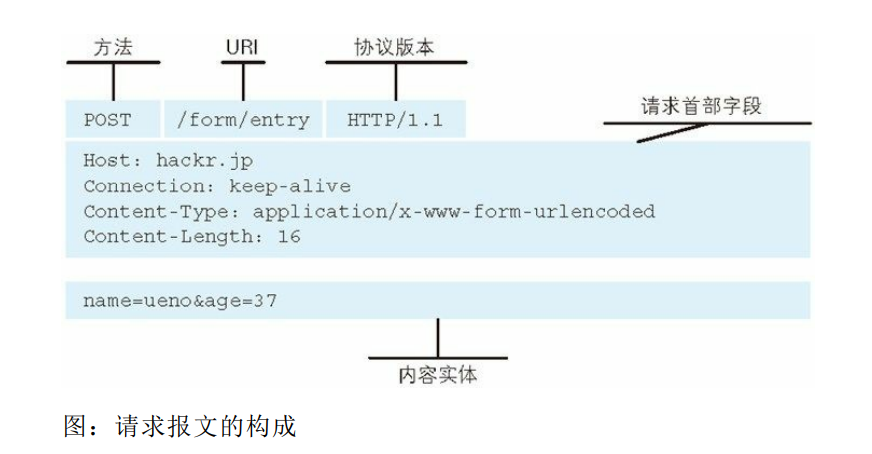 方法 URI 协议版本
请求首部字段
POST /form/entry HTTP/1.1
Host: hackr.jp
Connection: keep-alive
Content-Type: application/x-www-form-urlencoded
Content-Length: 16
name=ueno&age=37
内容实体
图：请求报文的构成